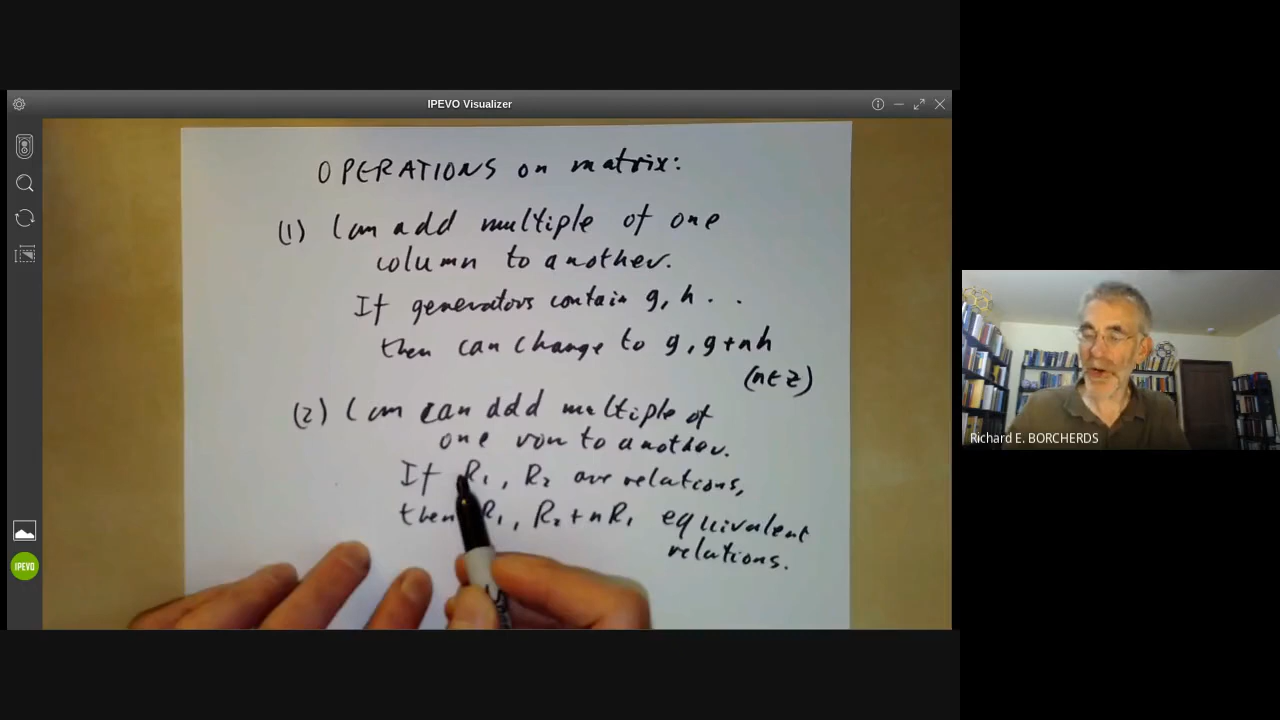 IPEVO Visualizer
OPERATIONS on matrix:
(1) Can add multiple of one
column to another.
If generators contain g, h . .
then can change to g, g+nh
(n∈Z)
(2) Can can add multiple of
one row to another.
If R₁, R₂ are relations,
then R₁, R₂+nR₁ equivalent
relations.
IPEVO
Richard E. BORCHERDS